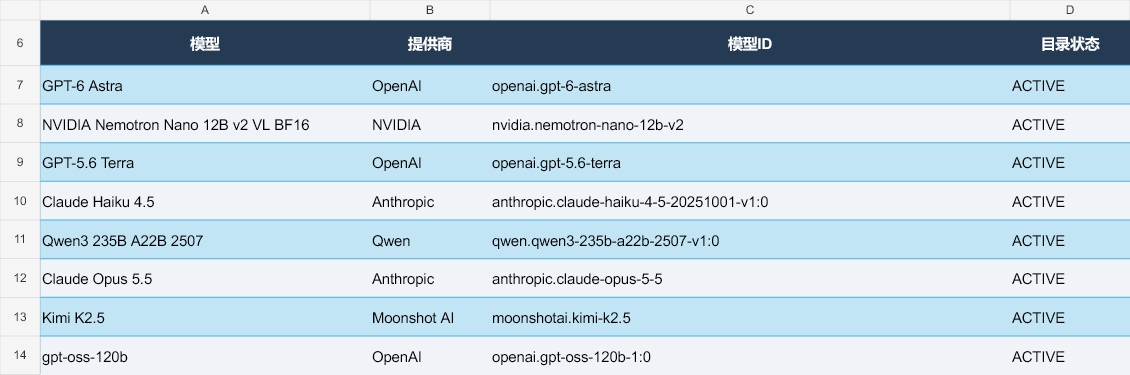 A B C D
6 模型 提供商 模型ID 目录状态
7 GPT-6 Astra OpenAI openai.gpt-6-astra ACTIVE
8 NVIDIA Nemotron Nano 12B v2 VL BF16 NVIDIA nvidia.nemotron-nano-12b-v2 ACTIVE
9 GPT-5.6 Terra OpenAI openai.gpt-5.6-terra ACTIVE
10 Claude Haiku 4.5 Anthropic anthropic.claude-haiku-4-5-20251001-v1:0 ACTIVE
11 Qwen3 235B A22B 2507 Qwen qwen.qwen3-235b-a22b-2507-v1:0 ACTIVE
12 Claude Opus 5.5 Anthropic anthropic.claude-opus-5-5 ACTIVE
13 Kimi K2.5 Moonshot AI moonshotai.kimi-k2.5 ACTIVE
14 gpt-oss-120b OpenAI openai.gpt-oss-120b-1:0 ACTIVE